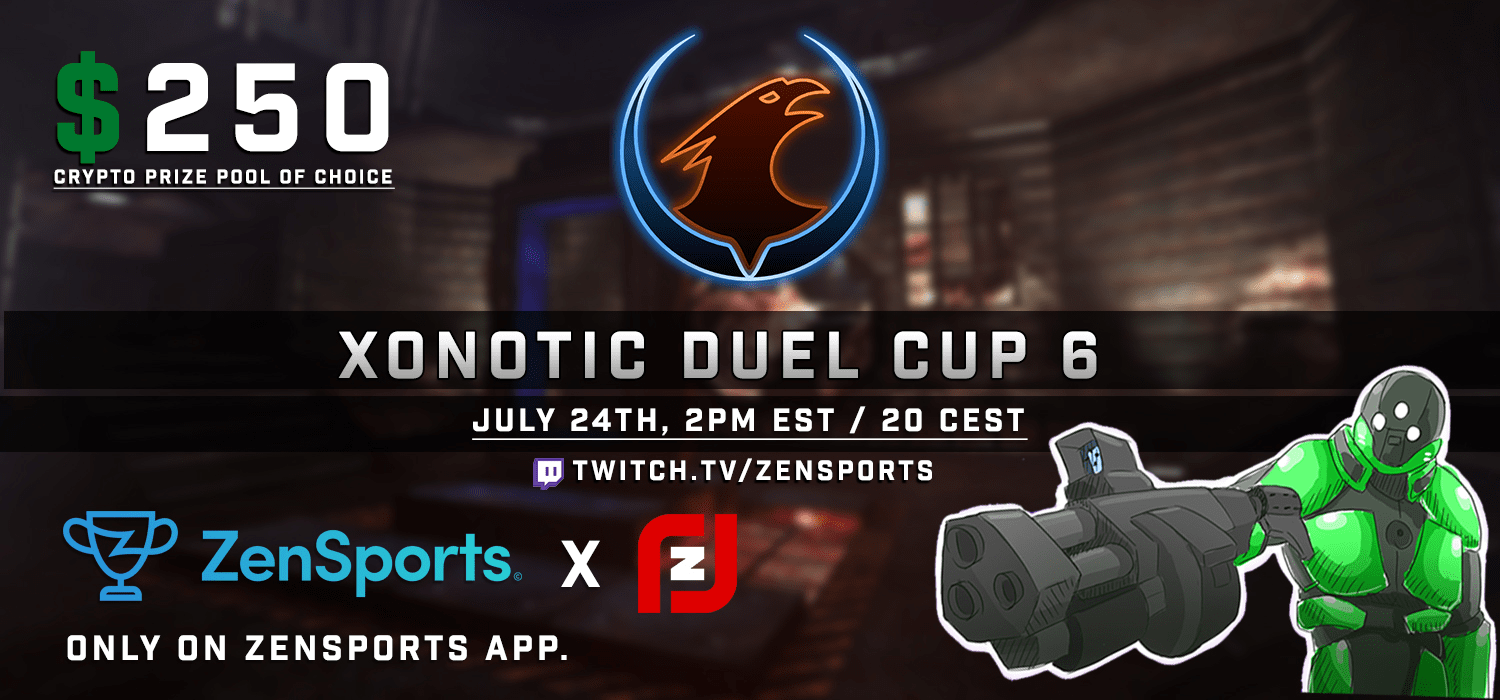 $250
CRYPTO PRIZE POOL OF CHOICE
XONOTIC DUEL CUP 6
JULY 24TH, 2PM EST / 20 CEST
TWITCH.TV/ZENSPORTS
15
Z ZenSports© X Z
ONLY ON ZENSPORTS APP.